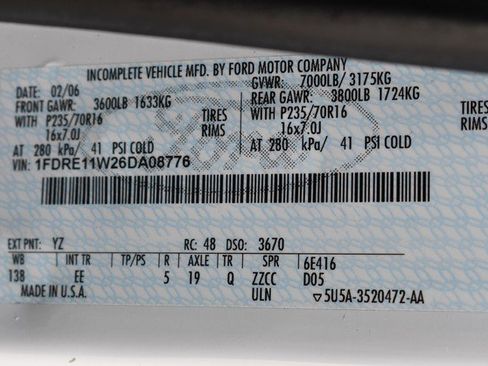 INCOMPLETE VEHICLE MFD. BY FORD MOTOR COMPANY
DATE: 02/06 GVWR: 7000LB/ 3175KG
FRONT GAWR: 3600LB 1633KG REAR GAWR: 3800LB 1724KG
WITH P235/70R16 TIRES WITH P235/70R16 TIRES
16x7.0J RIMS 16x7.0J RIMS
AT 280 kPa/ 41 PSI COLD AT 280 kPa/ 41 PSI COLD
VIN: 1FDRE11W26DA08776
Ford
EXT PNT: YZ RC: 48 DSO: 3670
WB INT TR TP/PS R AXLE TR SPR 6E416
138 EE 5 19 Q ZZCC D05
MADE IN U.S.A. ULN ▽5U5A-3520472-AA